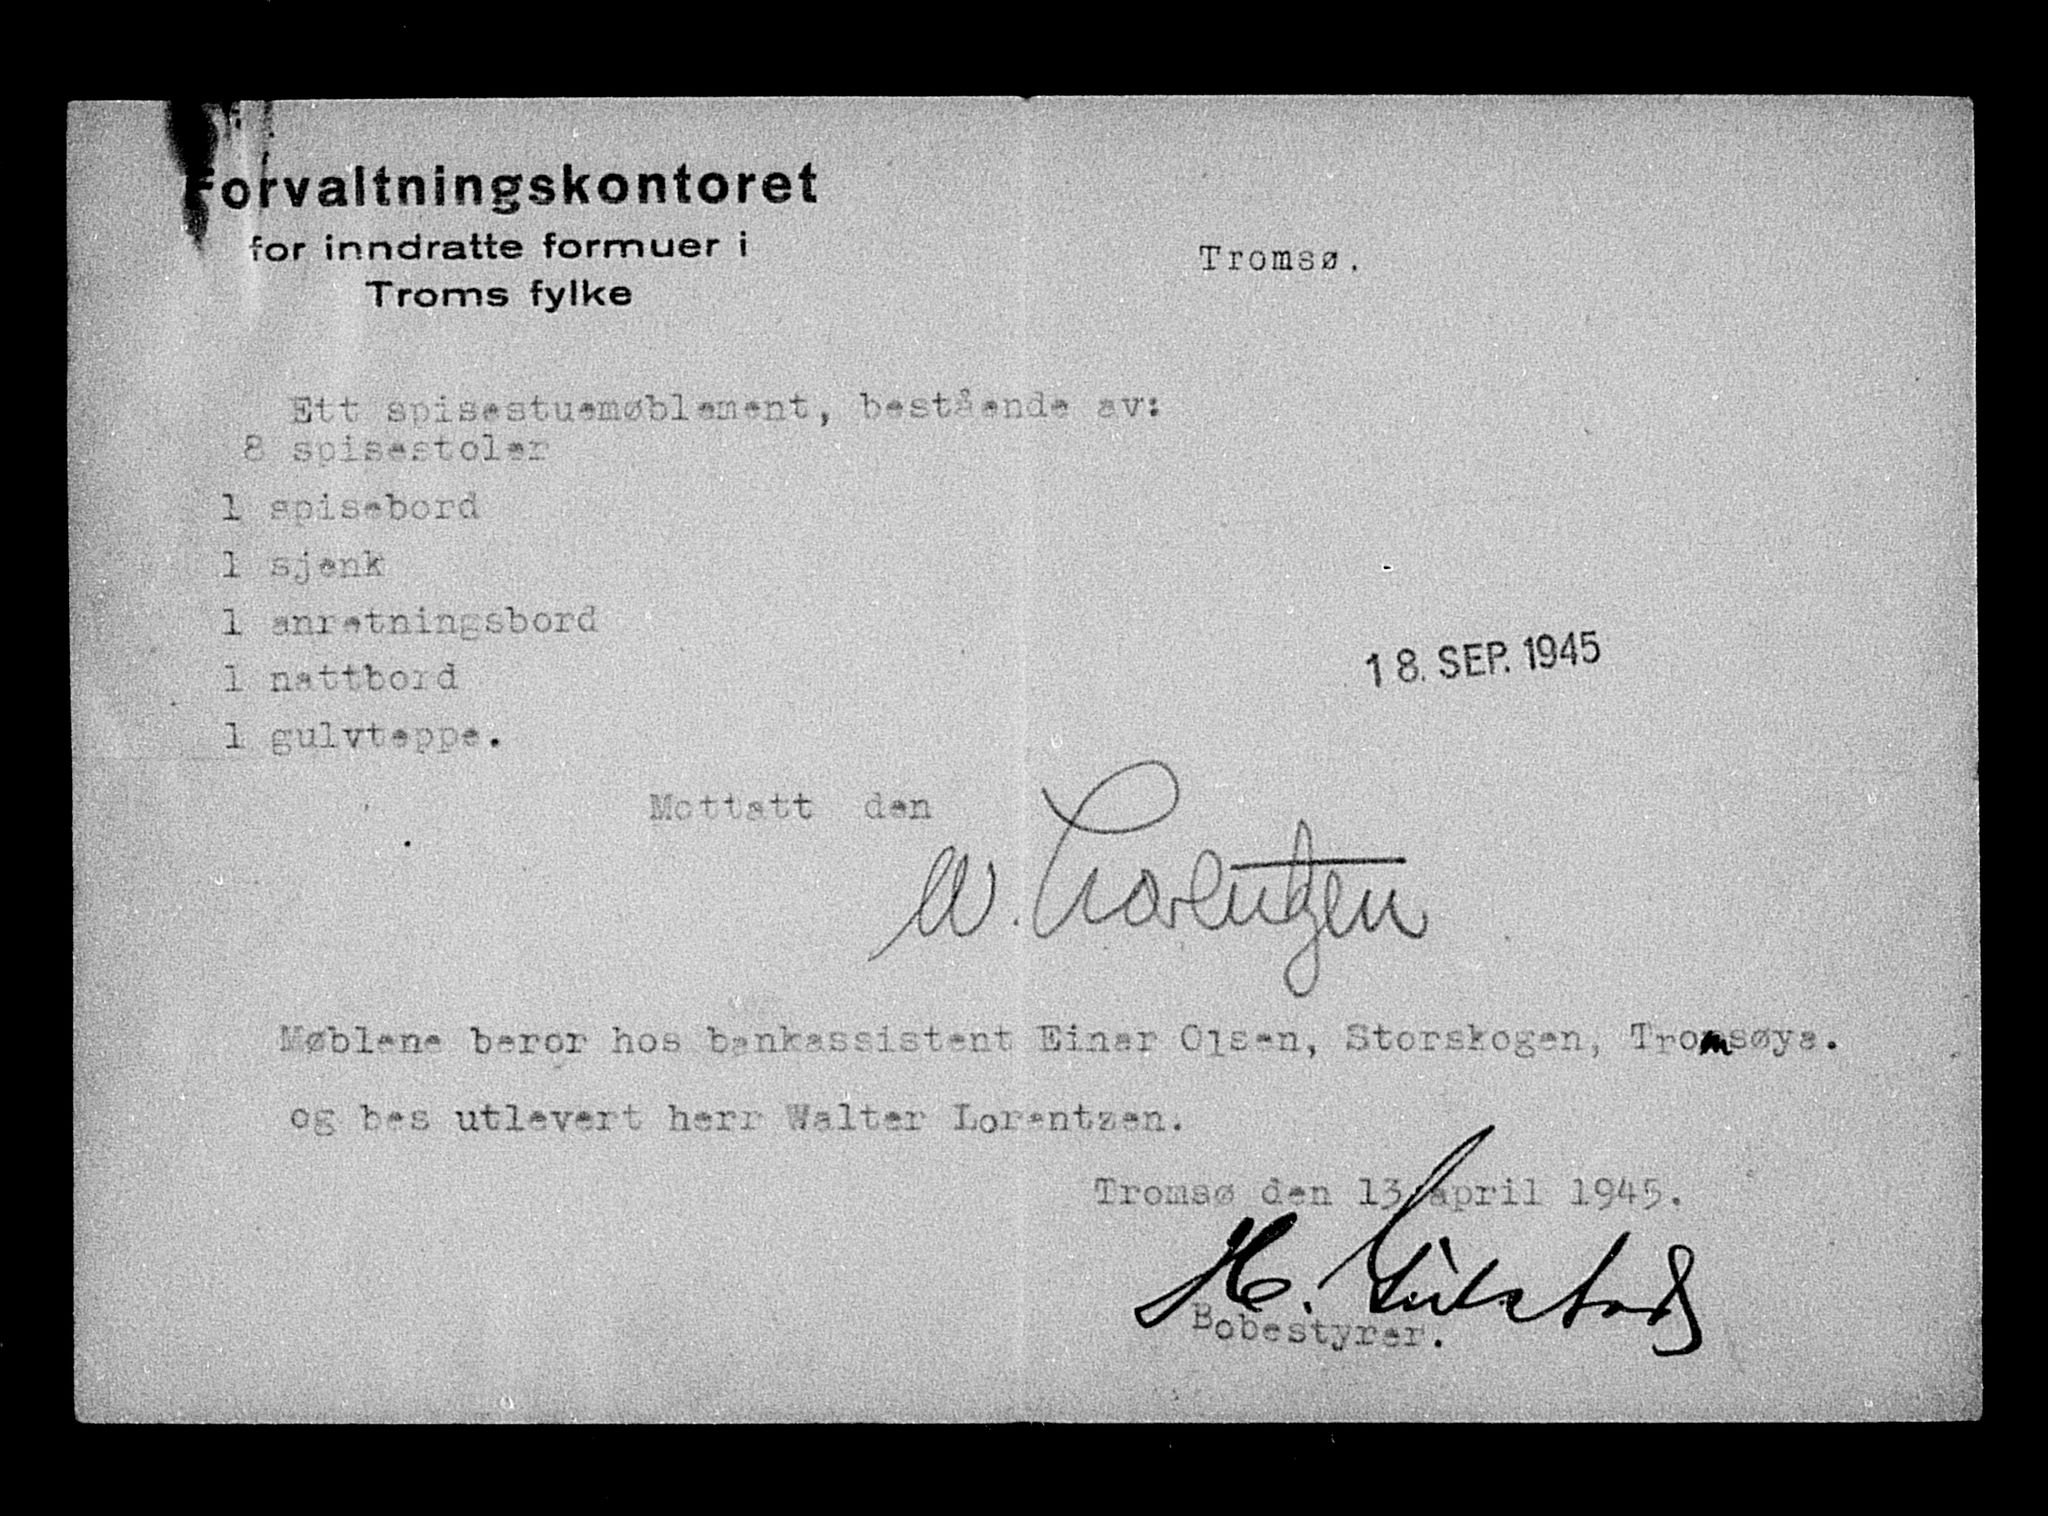 Forvaltningskontoret
for inndratte formuer i
Troms fylke
Tromsø.
Ett spisestuemøblement, bestående av:
8 spisestoler
1 spisebord
1 sjenk
1 anretningsbord
1 nattbord
1 gulvteppe.
18. SEP. 1945
Mottatt den
W. Lorentzen
Møblene beror hos bankassistent Einar Olsen, Storskogen, Tromsøya.
og bes utlevert herr Walter Lorentzen.
Tromsø den 13 april 1945.
H.
Bobestyrer.